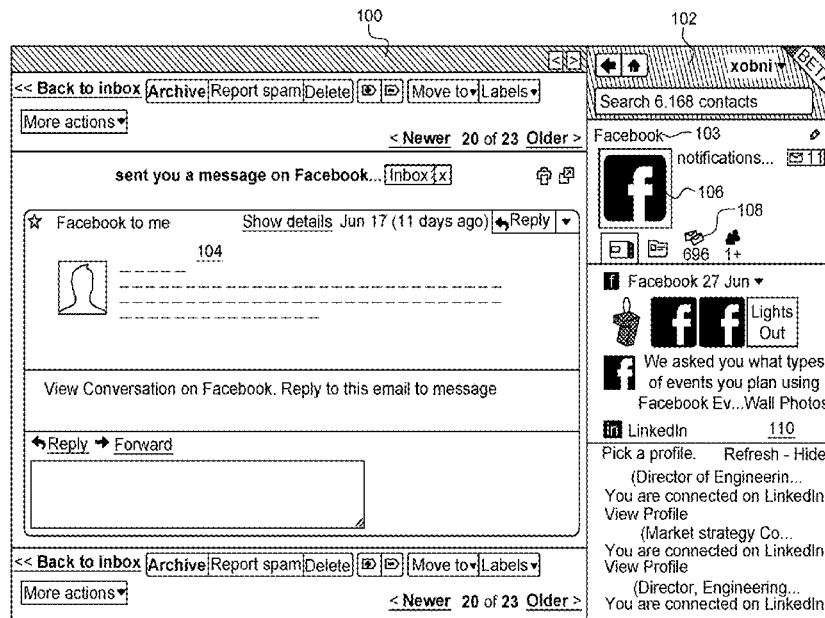 100
102
<< Back to inbox Archive Report spam Delete Move to Labels
More actions
< Newer 20 of 23 Older >
sent you a message on Facebook... Inbox x
Facebook to me Show details Jun 17 (11 days ago) Reply
104
View Conversation on Facebook. Reply to this email to message
Reply Forward
<< Back to inbox Archive Report spam Delete Move to Labels
More actions
< Newer 20 of 23 Older >
xobni BETA
Search 6.168 contacts
Facebook 103
notifications... 11
106
108
696 1+
f Facebook 27 Jun
f f Lights
Out
f We asked you what types
of events you plan using
Facebook Ev...Wall Photos
in LinkedIn 110
Pick a profile. Refresh - Hide
(Director of Engineerin...
You are connected on LinkedIn
View Profile
(Market strategy Co...
You are connected on LinkedIn
View Profile
(Director, Engineering...
You are connected on LinkedIn